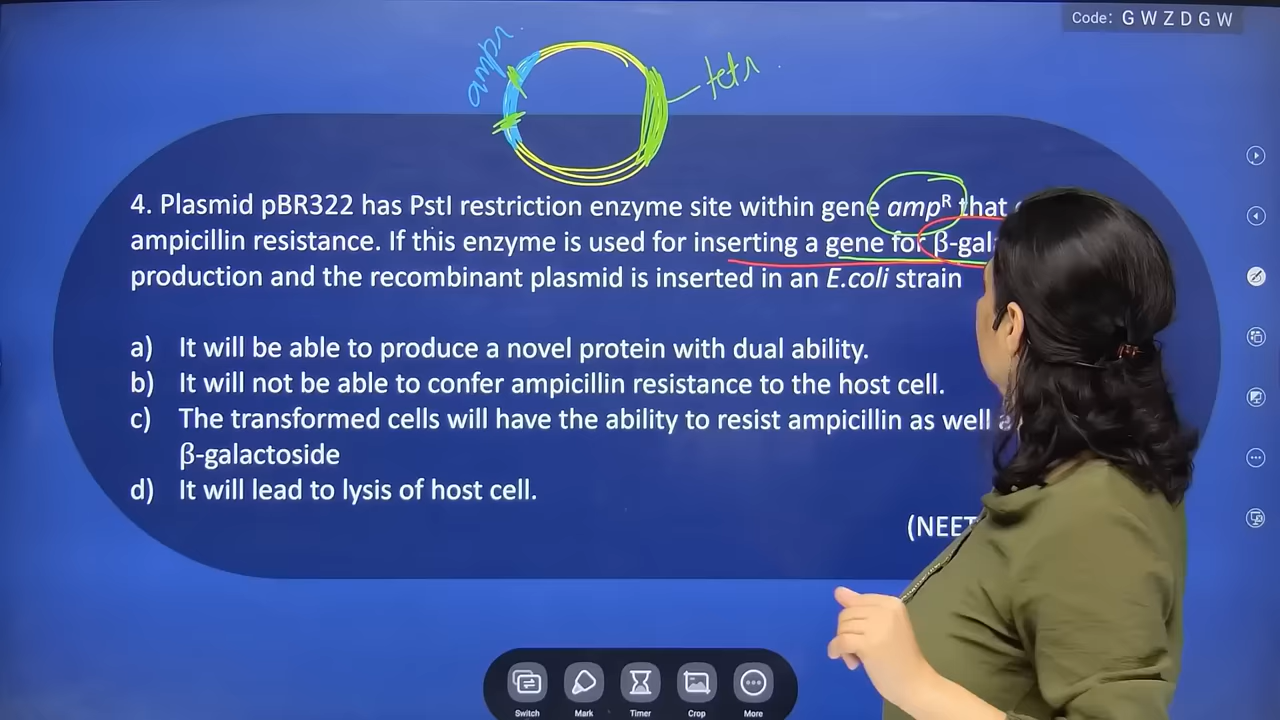 Code: G W Z D G W
tetR
4. Plasmid pBR322 has PstI restriction enzyme site within gene ampᴿ that
ampicillin resistance. If this enzyme is used for inserting a gene for β-gal
production and the recombinant plasmid is inserted in an E.coli strain
a) It will be able to produce a novel protein with dual ability.
b) It will not be able to confer ampicillin resistance to the host cell.
c) The transformed cells will have the ability to resist ampicillin as well
β-galactoside
d) It will lead to lysis of host cell.
(NEET
Switch Mark Timer Crop More